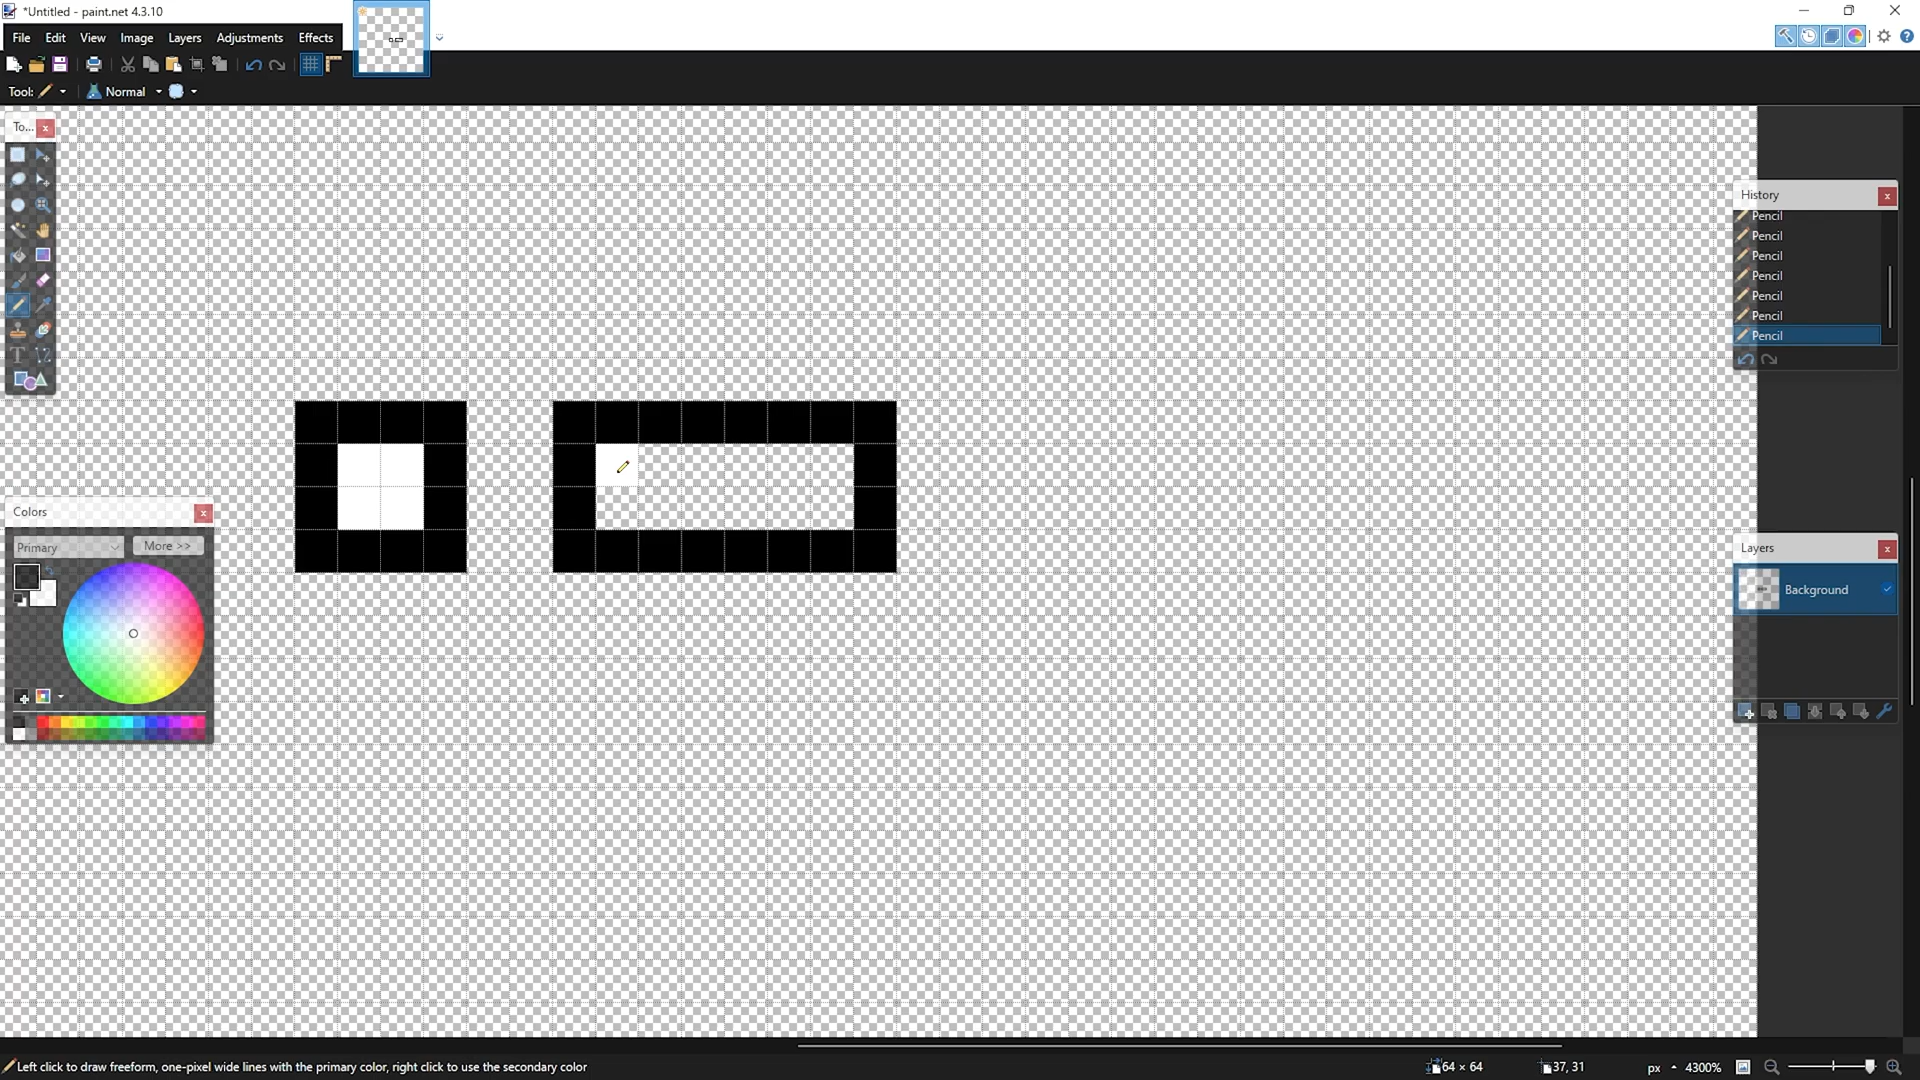 *Untitled - paint.net 4.3.10
File Edit View Image Layers Adjustments Effects
Tool: Normal
To...
History
Pencil
Pencil
Pencil
Pencil
Pencil
Pencil
Pencil
Colors
Primary More >>
Layers
Background
Left click to draw freeform, one-pixel wide lines with the primary color, right click to use the secondary color 64 × 64 37, 31 px 4300%